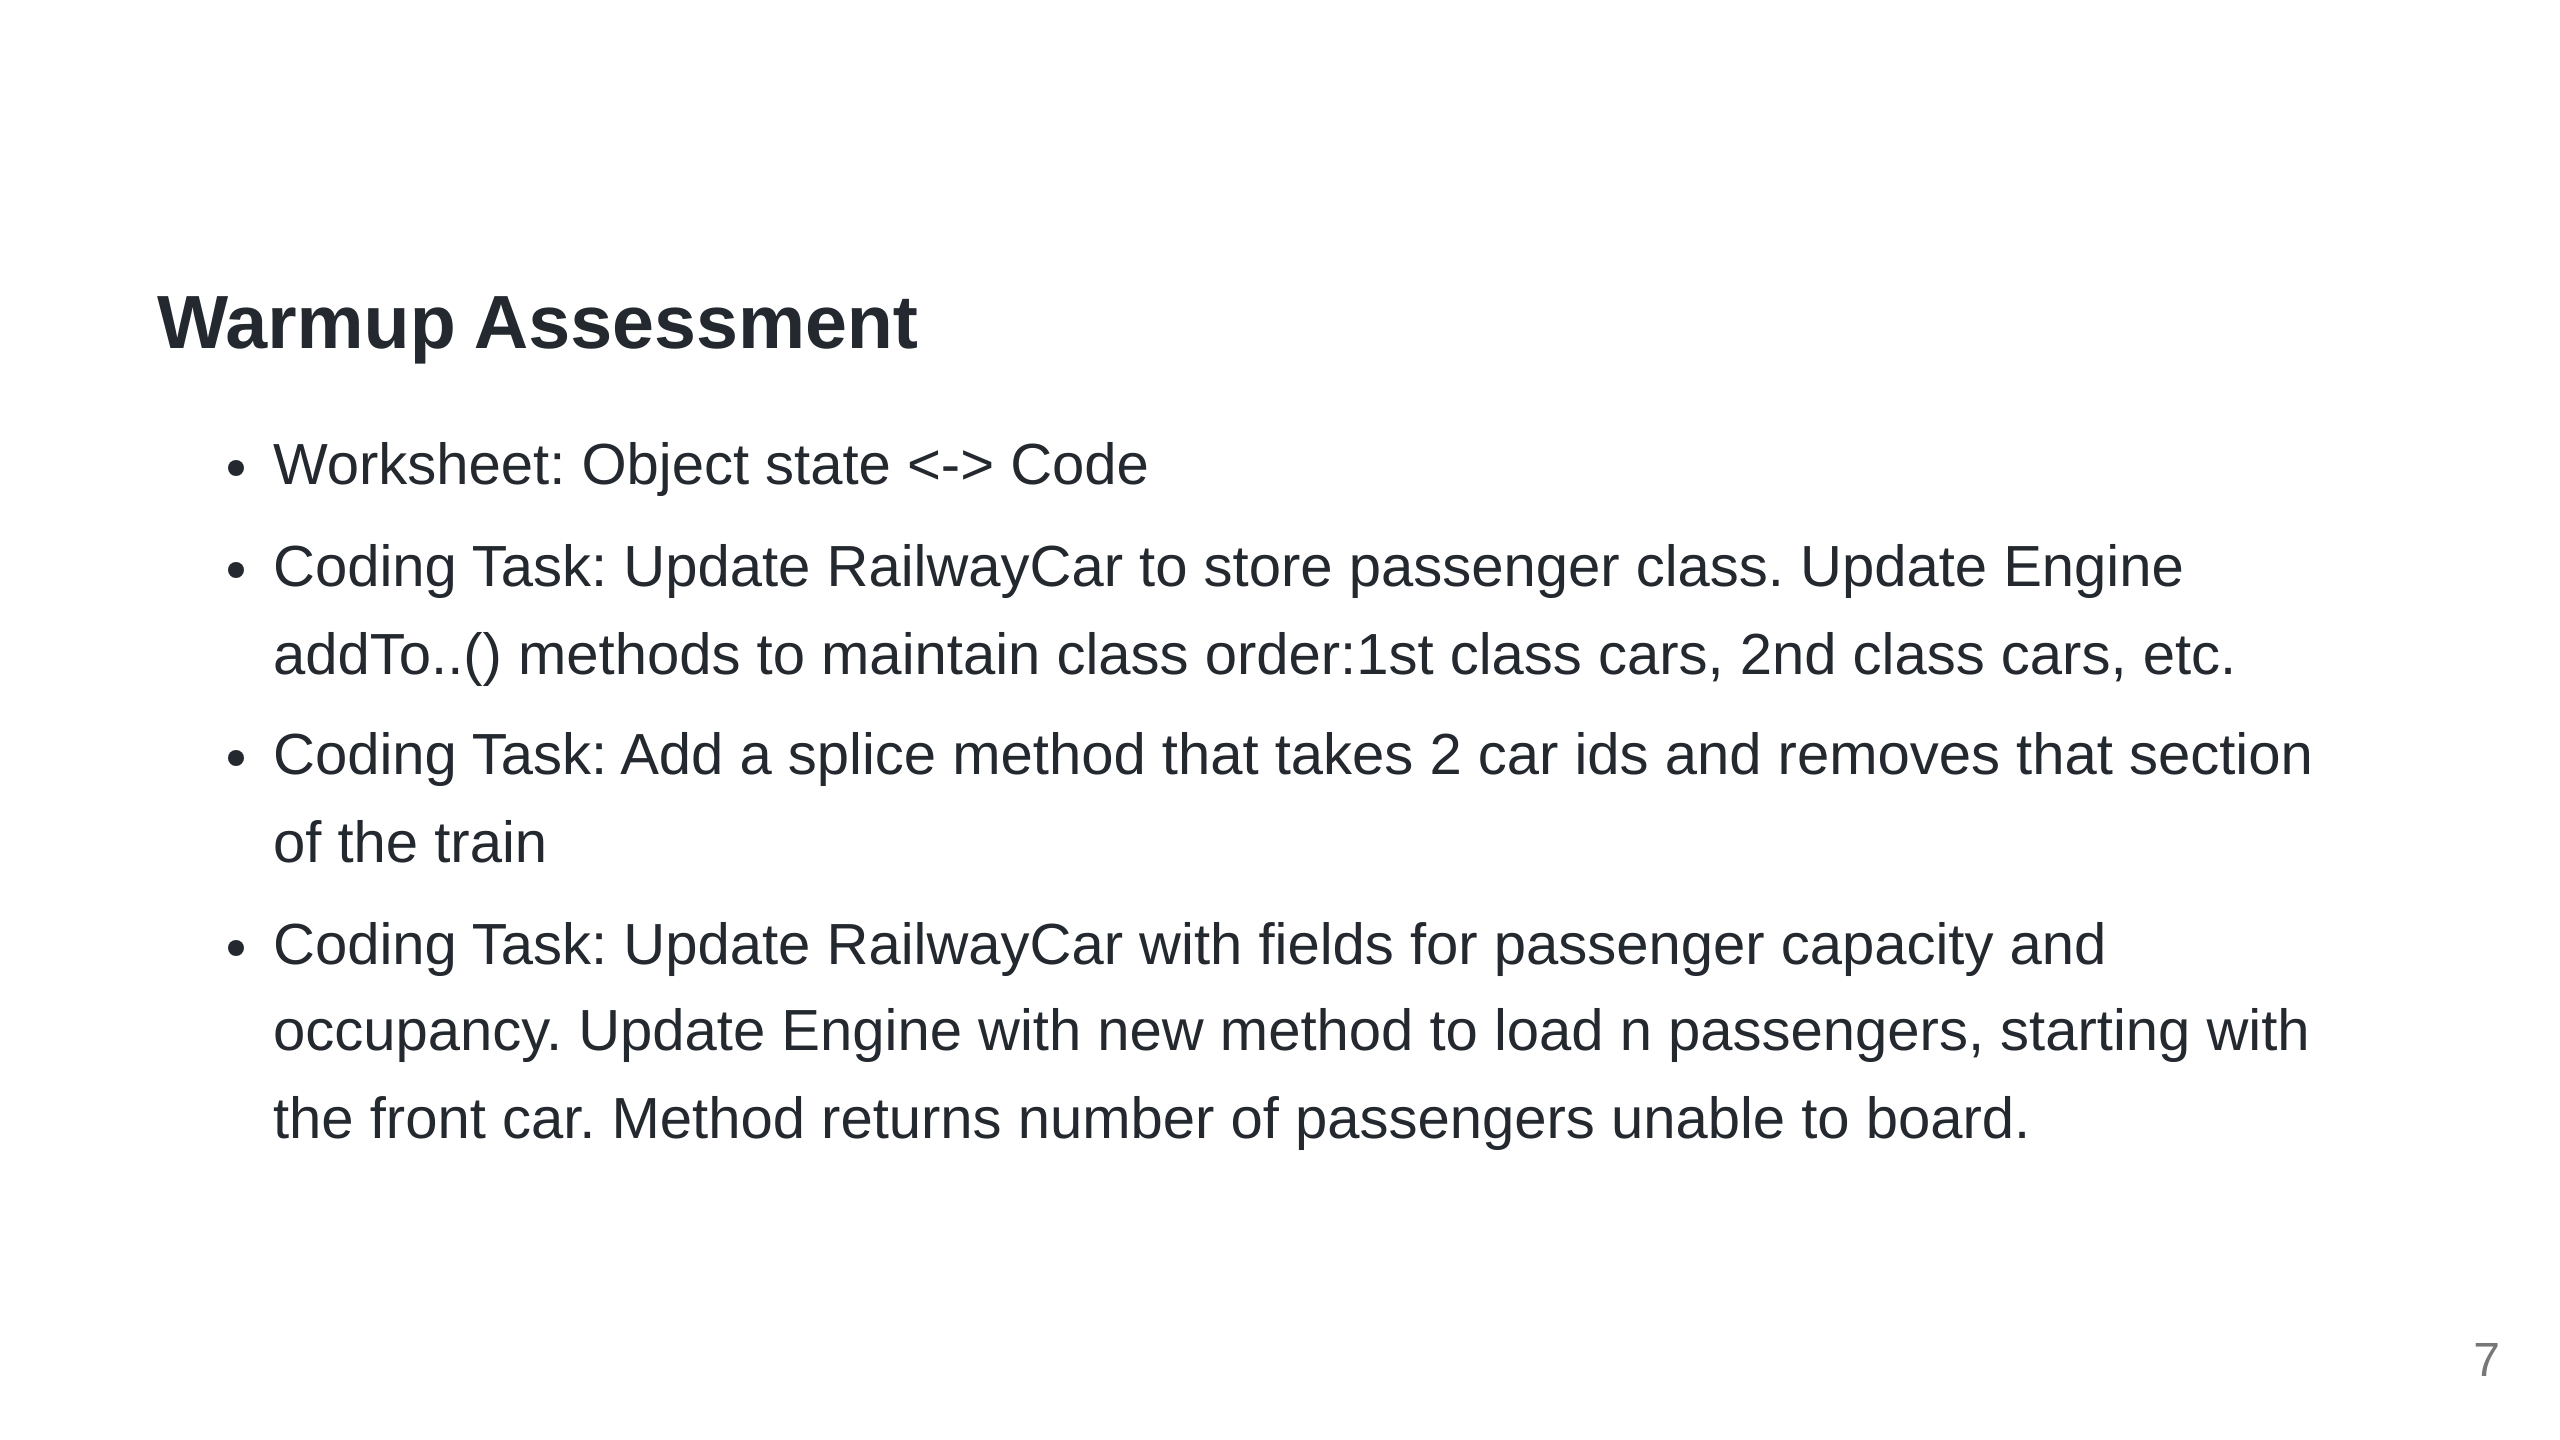 Warmup Assessment
Worksheet: Object state <-> Code
Coding Task: Update RailwayCar to store passenger class. Update Engine
addTo..() methods to maintain class order:1st class cars, 2nd class cars, etc.
Coding Task: Add a splice method that takes 2 car ids and removes that section
of the train
Coding Task: Update RailwayCar with fields for passenger capacity and
occupancy. Update Engine with new method to load n passengers, starting with
the front car. Method returns number of passengers unable to board.
7